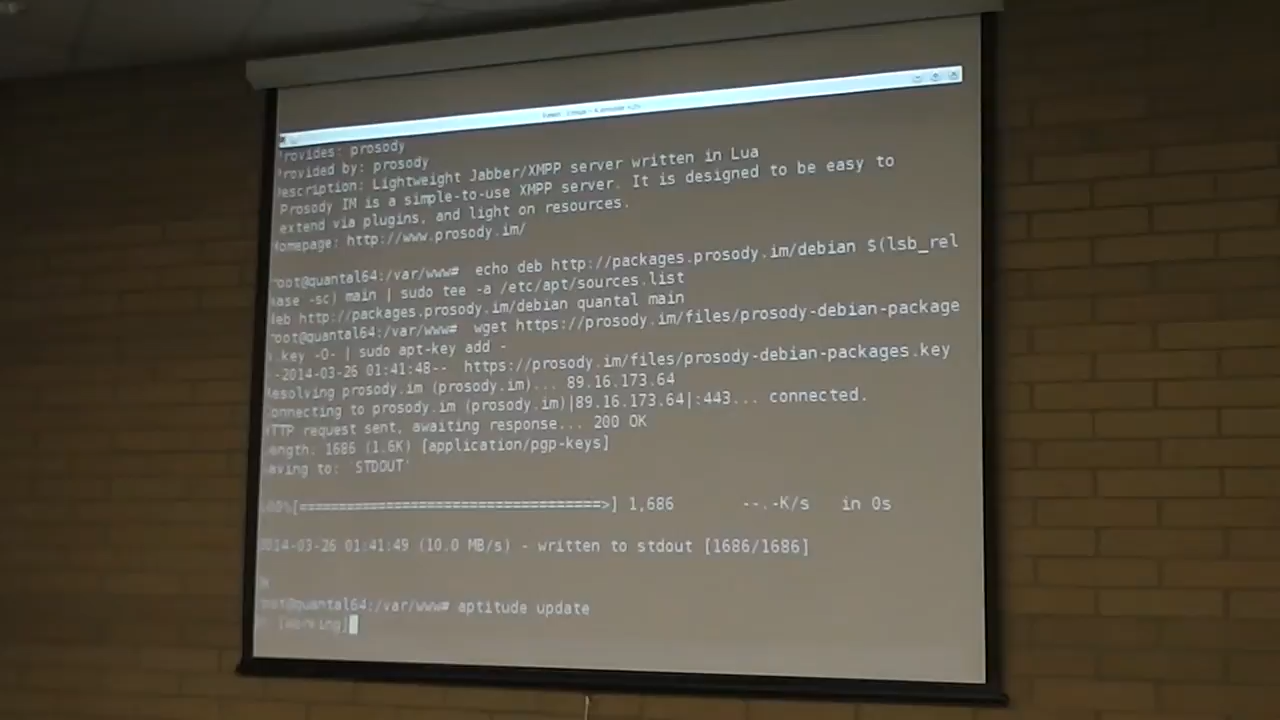 rovides: prosody
rovided by: prosody
escription: Lightweight Jabber/XMPP server written in Lua
Prosody IM is a simple-to-use XMPP server. It is designed to be easy to
extend via plugins, and light on resources.
omepage: http://www.prosody.im/
root@quantal64:/var/www# echo deb http://packages.prosody.im/debian $(lsb_rel
ease -sc) main | sudo tee -a /etc/apt/sources.list
deb http://packages.prosody.im/debian quantal main
root@quantal64:/var/www# wget https://prosody.im/files/prosody-debian-package
s.key -O- | sudo apt-key add -
--2014-03-26 01:41:48-- https://prosody.im/files/prosody-debian-packages.key
Resolving prosody.im (prosody.im)... 89.16.173.64
onnecting to prosody.im (prosody.im)|89.16.173.64|:443... connected.
HTTP request sent, awaiting response... 200 OK
ength: 1686 (1.6K) [application/pgp-keys]
aving to: `STDOUT'
100%[======================================>] 1,686 --.-K/s in 0s
2014-03-26 01:41:49 (10.0 MB/s) - written to stdout [1686/1686]
OK
root@quantal64:/var/www# aptitude update
[Working]